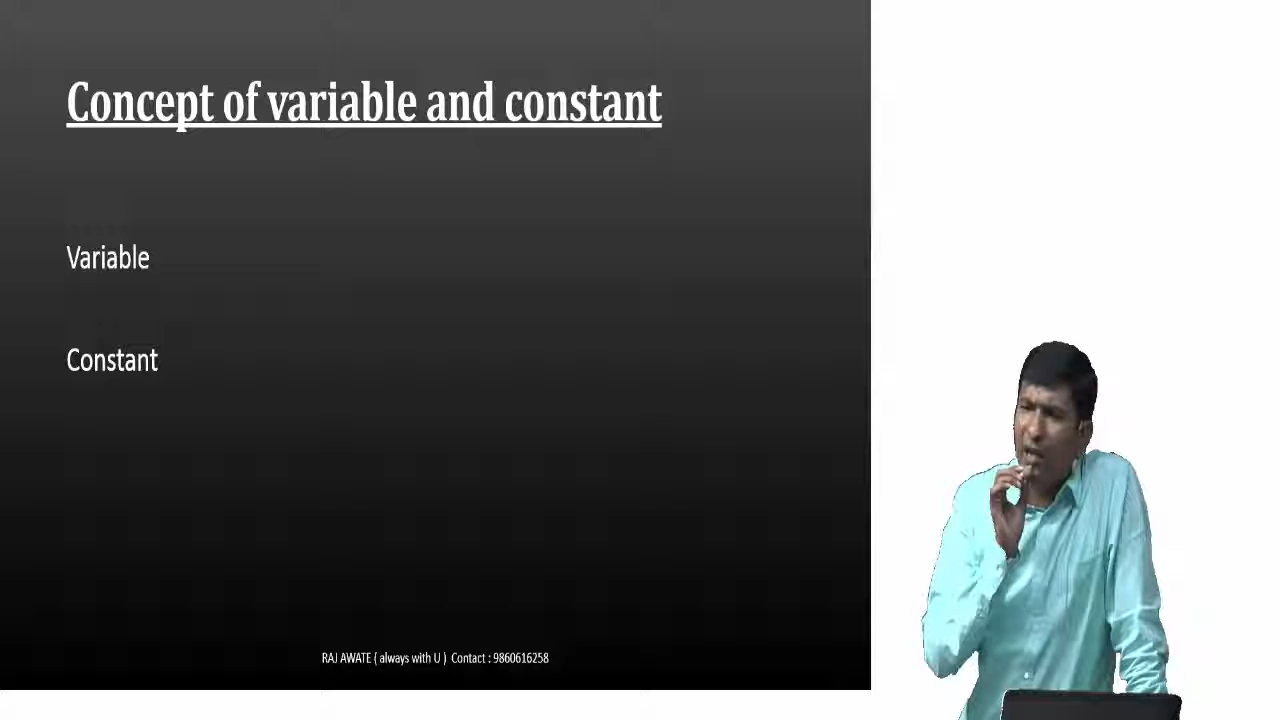 Concept of variable and constant
Variable
Constant
RAJ AWATE ( always with U ) Contact : 9860616258